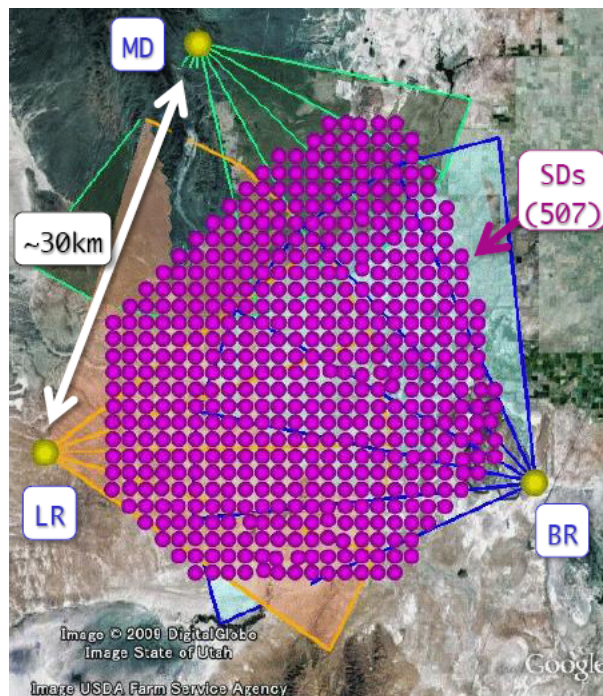 MD
SDs
(507)
~30km
LR
BR
Image © 2009 DigitalGlobe
Image State of Utah
Google
Image USDA Farm Service Agency